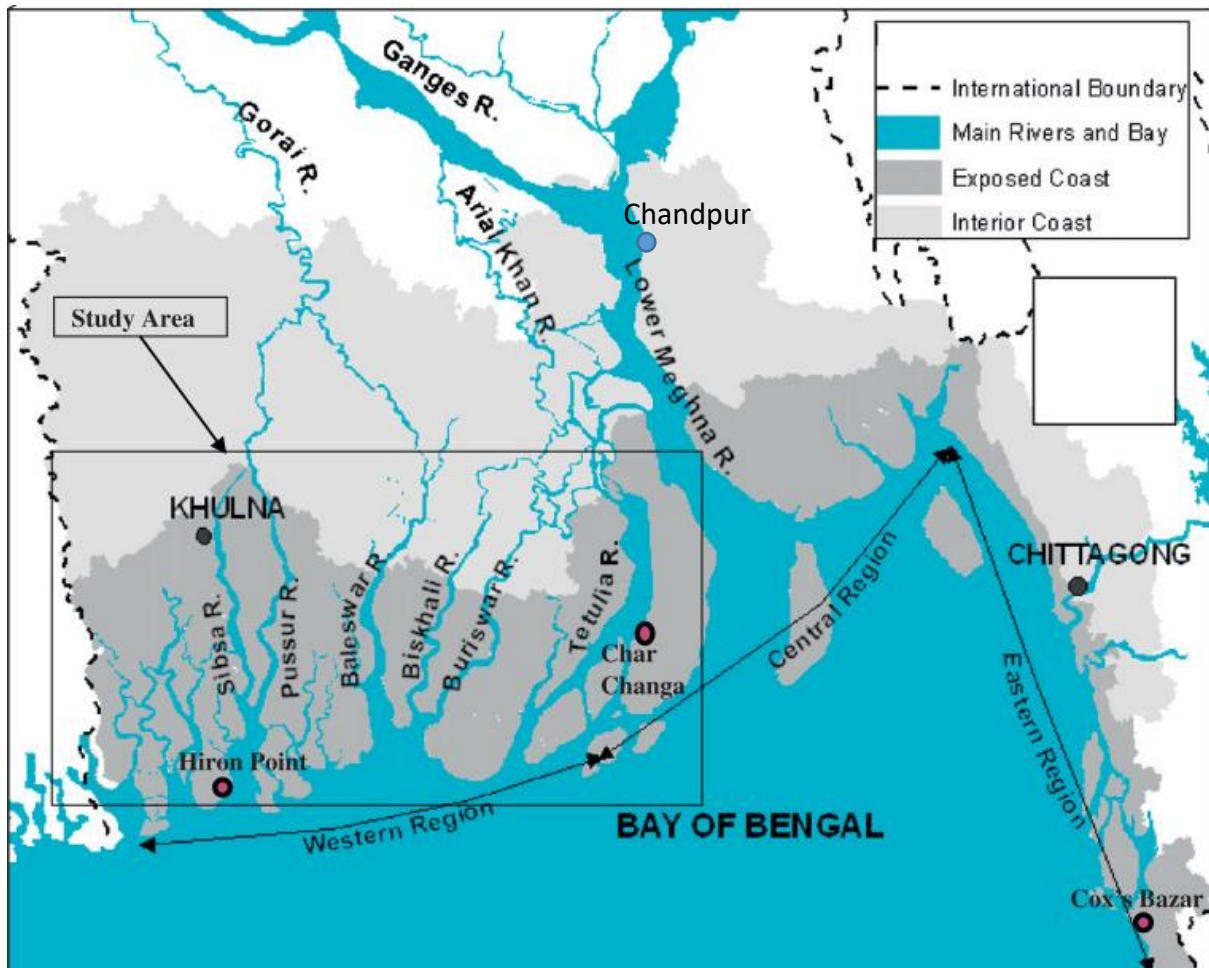 Ganges R.
Gorai R.
International Boundary
Main Rivers and Bay
Exposed Coast
Interior Coast
Arial Khan R.
Chandpur
Lower Meghna R.
Study Area
KHULNA
CHITTAGONG
Sibsa R.
Pussur R.
Baleswar R.
Biskhali R.
Buriswar R.
Tetulia R.
Char
Changa
Central Region
Eastern Region
Hiron Point
Western Region
BAY OF BENGAL
Cox's Bazar